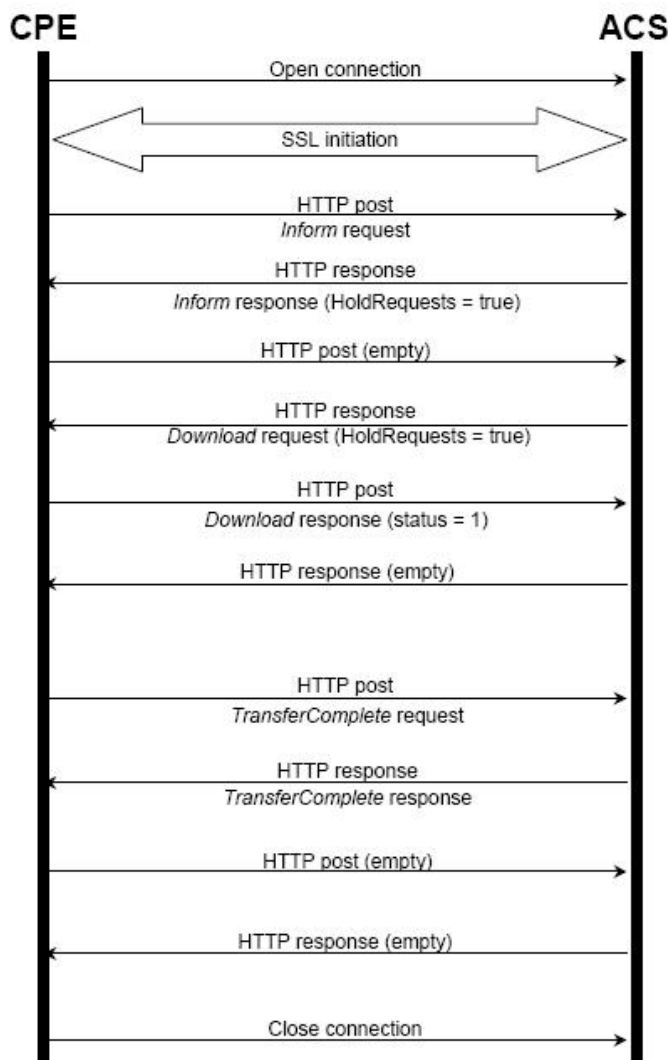 CPE
ACS
Open connection
SSL initiation
HTTP post
Inform request
HTTP response
Inform response (HoldRequests = true)
HTTP post (empty)
HTTP response
Download request (HoldRequests = true)
HTTP post
Download response (status = 1)
HTTP response (empty)
HTTP post
TransferComplete request
HTTP response
TransferComplete response
HTTP post (empty)
HTTP response (empty)
Close connection